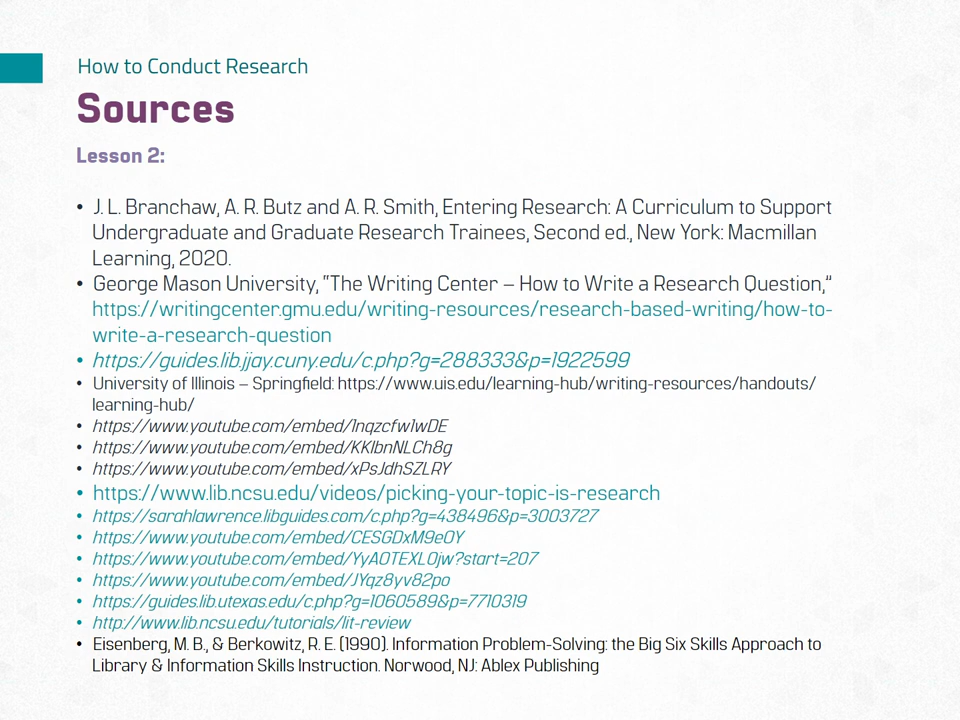 How to Conduct Research
Sources
Lesson 2:
• J. L. Branchaw, A. R. Butz and A. R. Smith, Entering Research: A Curriculum to Support
Undergraduate and Graduate Research Trainees, Second ed., New York: Macmillan
Learning, 2020.
• George Mason University, "The Writing Center – How to Write a Research Question,"
https://writingcenter.gmu.edu/writing-resources/research-based-writing/how-to-
write-a-research-question
• https://guides.lib.jjay.cuny.edu/c.php?g=288333&p=1922599
• University of Illinois – Springfield: https://www.uis.edu/learning-hub/writing-resources/handouts/
learning-hub/
• https://www.youtube.com/embed/1nqzcfw1wDE
• https://www.youtube.com/embed/KKIbnNLCh8g
• https://www.youtube.com/embed/xPsJdhSZLRY
• https://www.lib.ncsu.edu/videos/picking-your-topic-is-research
• https://sarahlawrence.libguides.com/c.php?g=438496&p=3003727
• https://www.youtube.com/embed/CESGDxM9eOY
• https://www.youtube.com/embed/YyAOTEXL0jw?start=207
• https://www.youtube.com/embed/JYqz8yv82po
• https://guides.lib.utexas.edu/c.php?g=1060589&p=7710319
• http://www.lib.ncsu.edu/tutorials/lit-review
• Eisenberg, M. B., & Berkowitz, R. E. (1990). Information Problem-Solving: the Big Six Skills Approach to
Library & Information Skills Instruction. Norwood, NJ: Ablex Publishing